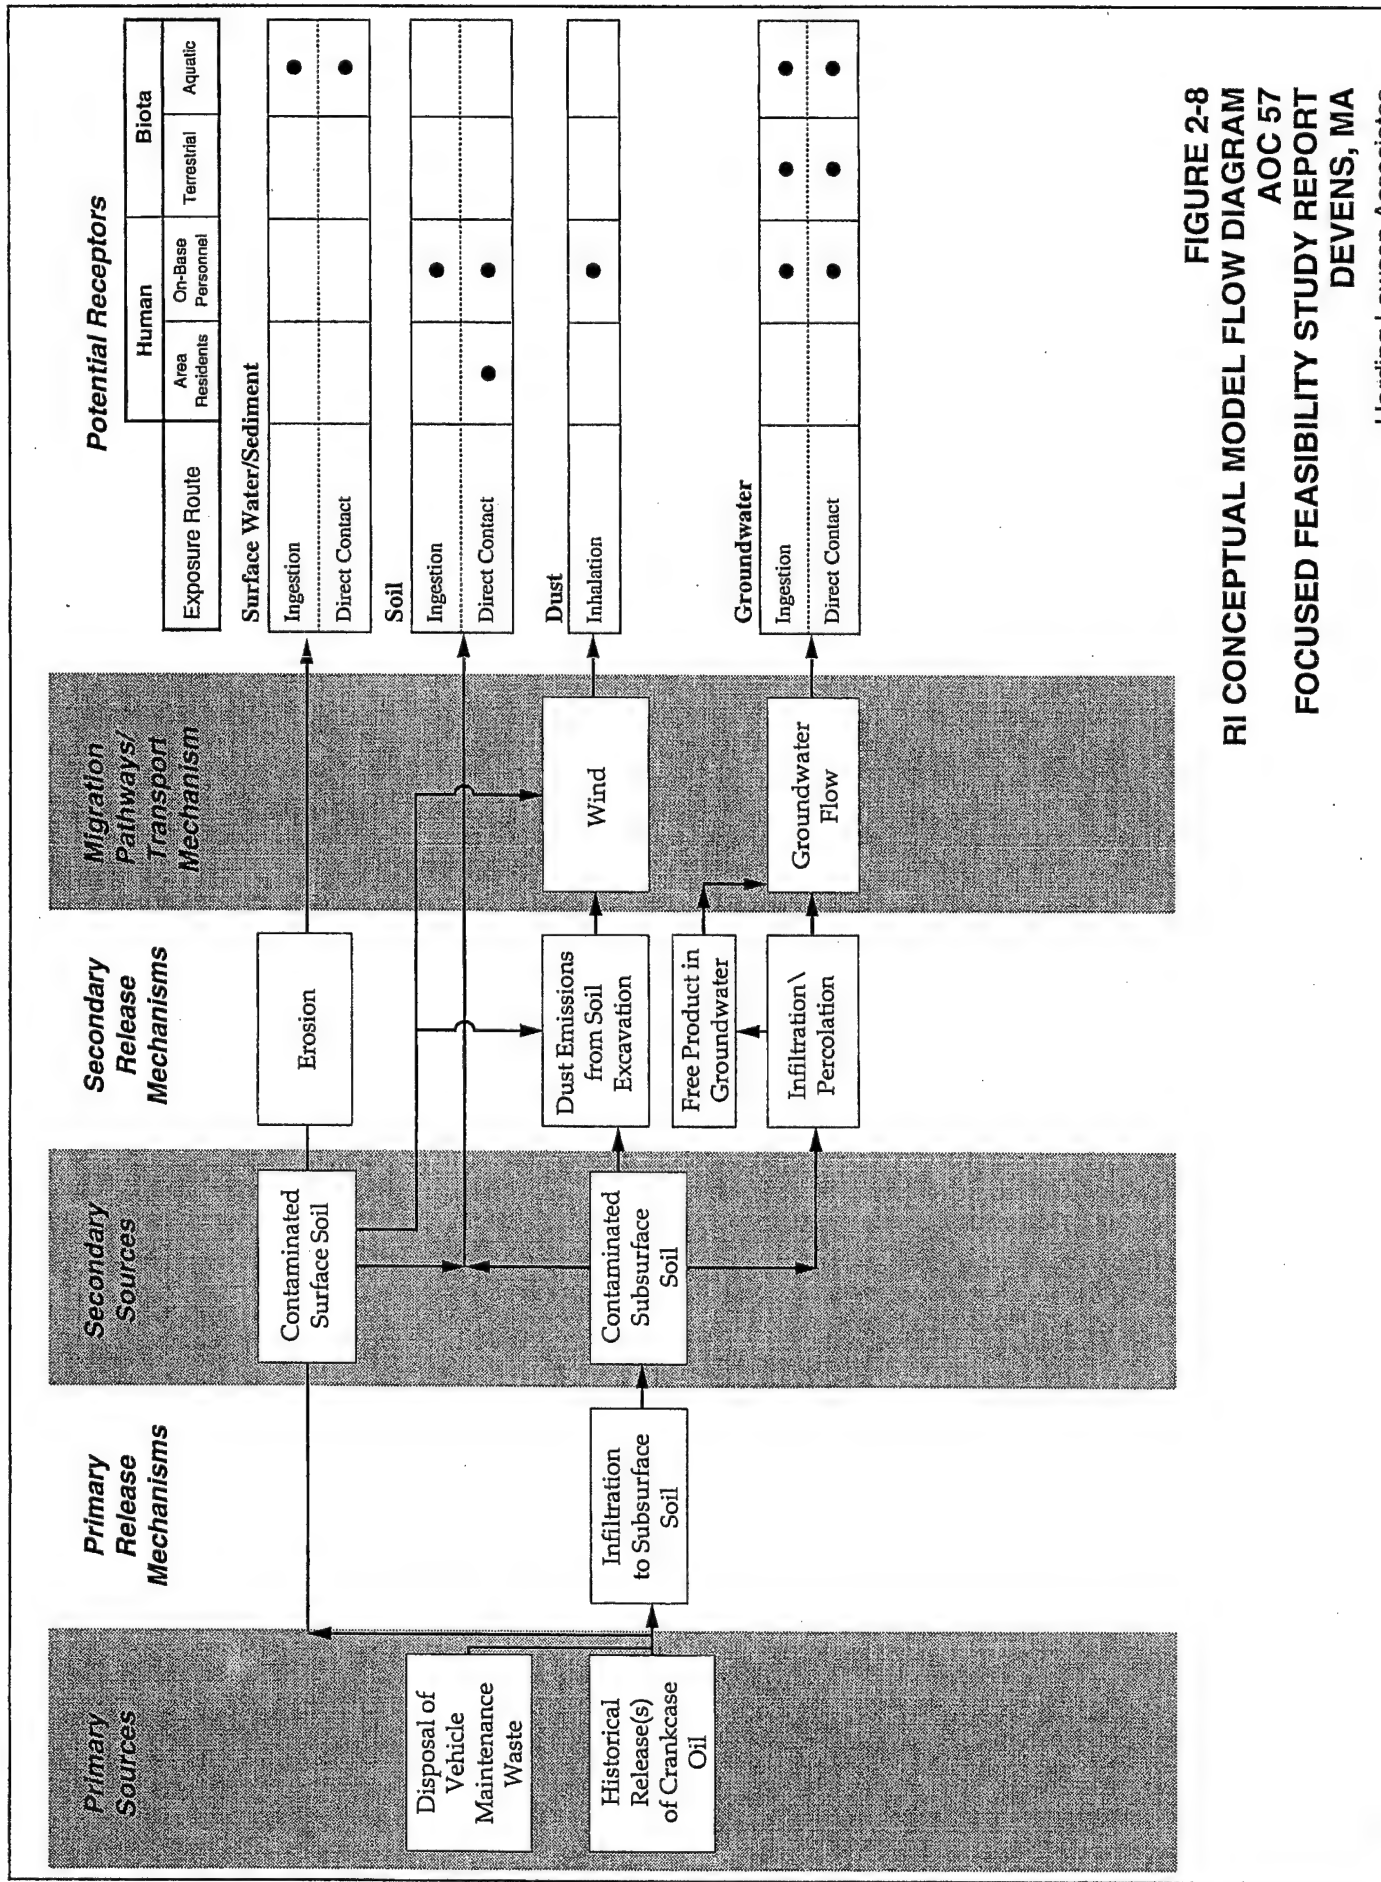 Primary
Sources
Primary
Release
Mechanisms
Secondary
Sources
Secondary
Release
Mechanisms
Migration
Pathways/
Transport
Mechanism
Potential Receptors
Human
Biota
Exposure Route
Area
Residents
On-Base
Personnel
Terrestrial
Aquatic
Disposal of
Vehicle
Maintenance
Waste
Historical
Release(s)
of Crankcase
Oil
Infiltration
to Subsurface
Soil
Contaminated
Surface Soil
Contaminated
Subsurface
Soil
Erosion
Dust Emissions
from Soil
Excavation
Free Product in
Groundwater
Infiltration\
Percolation
Wind
Groundwater
Flow
Surface Water/Sediment
Ingestion
Direct Contact
Soil
Ingestion
Direct Contact
Dust
Inhalation
Groundwater
Ingestion
Direct Contact
FIGURE 2-8
RI CONCEPTUAL MODEL FLOW DIAGRAM
AOC 57
FOCUSED FEASIBILITY STUDY REPORT
DEVENS, MA
Harding Lawson Associates